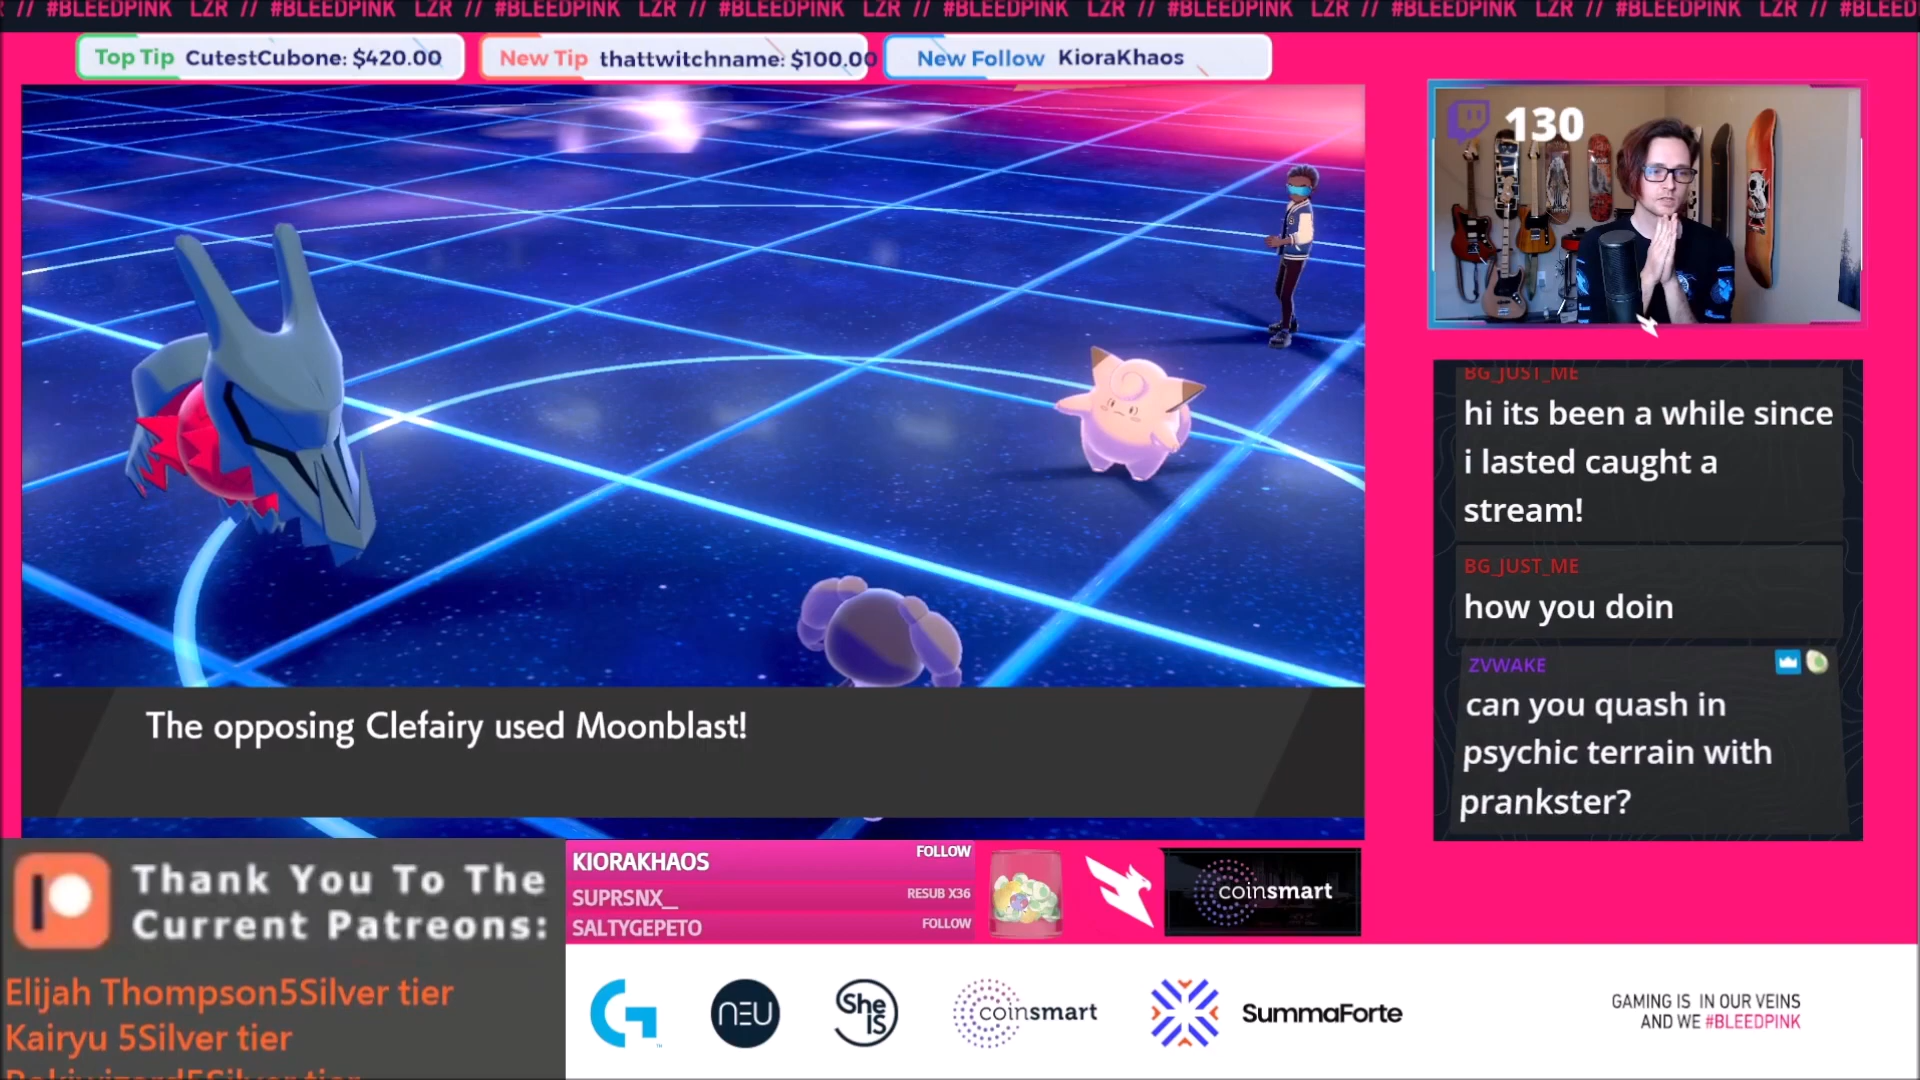 // #BLEEDPINK LZR // #BLEEDPINK LZR // #BLEEDPINK LZR // #BLEEDPINK LZR // #BLEEDPINK LZR // #BLEEDPINK LZR // #BLEEDPINK LZR // #BLEEDPINK LZR // #BLEED
Top Tip CutestCubone: $420.00
New Tip thattwitchname: $100.00
New Follow KioraKhaos
130
BG_JUST_ME
hi its been a while since
i lasted caught a
stream!
BG_JUST_ME
how you doin
ZVWAKE
can you quash in
psychic terrain with
prankster?
The opposing Clefairy used Moonblast!
Thank You To The
Current Patreons:
Elijah Thompson5Silver tier
Kairyu 5Silver tier
KIORAKHAOS FOLLOW
SUPRSNX_ RESUB X36
SALTYGEPETO FOLLOW
coinsmart
G
NEU
She
IS
coinsmart
SummaForte
GAMING IS IN OUR VEINS
AND WE #BLEEDPINK